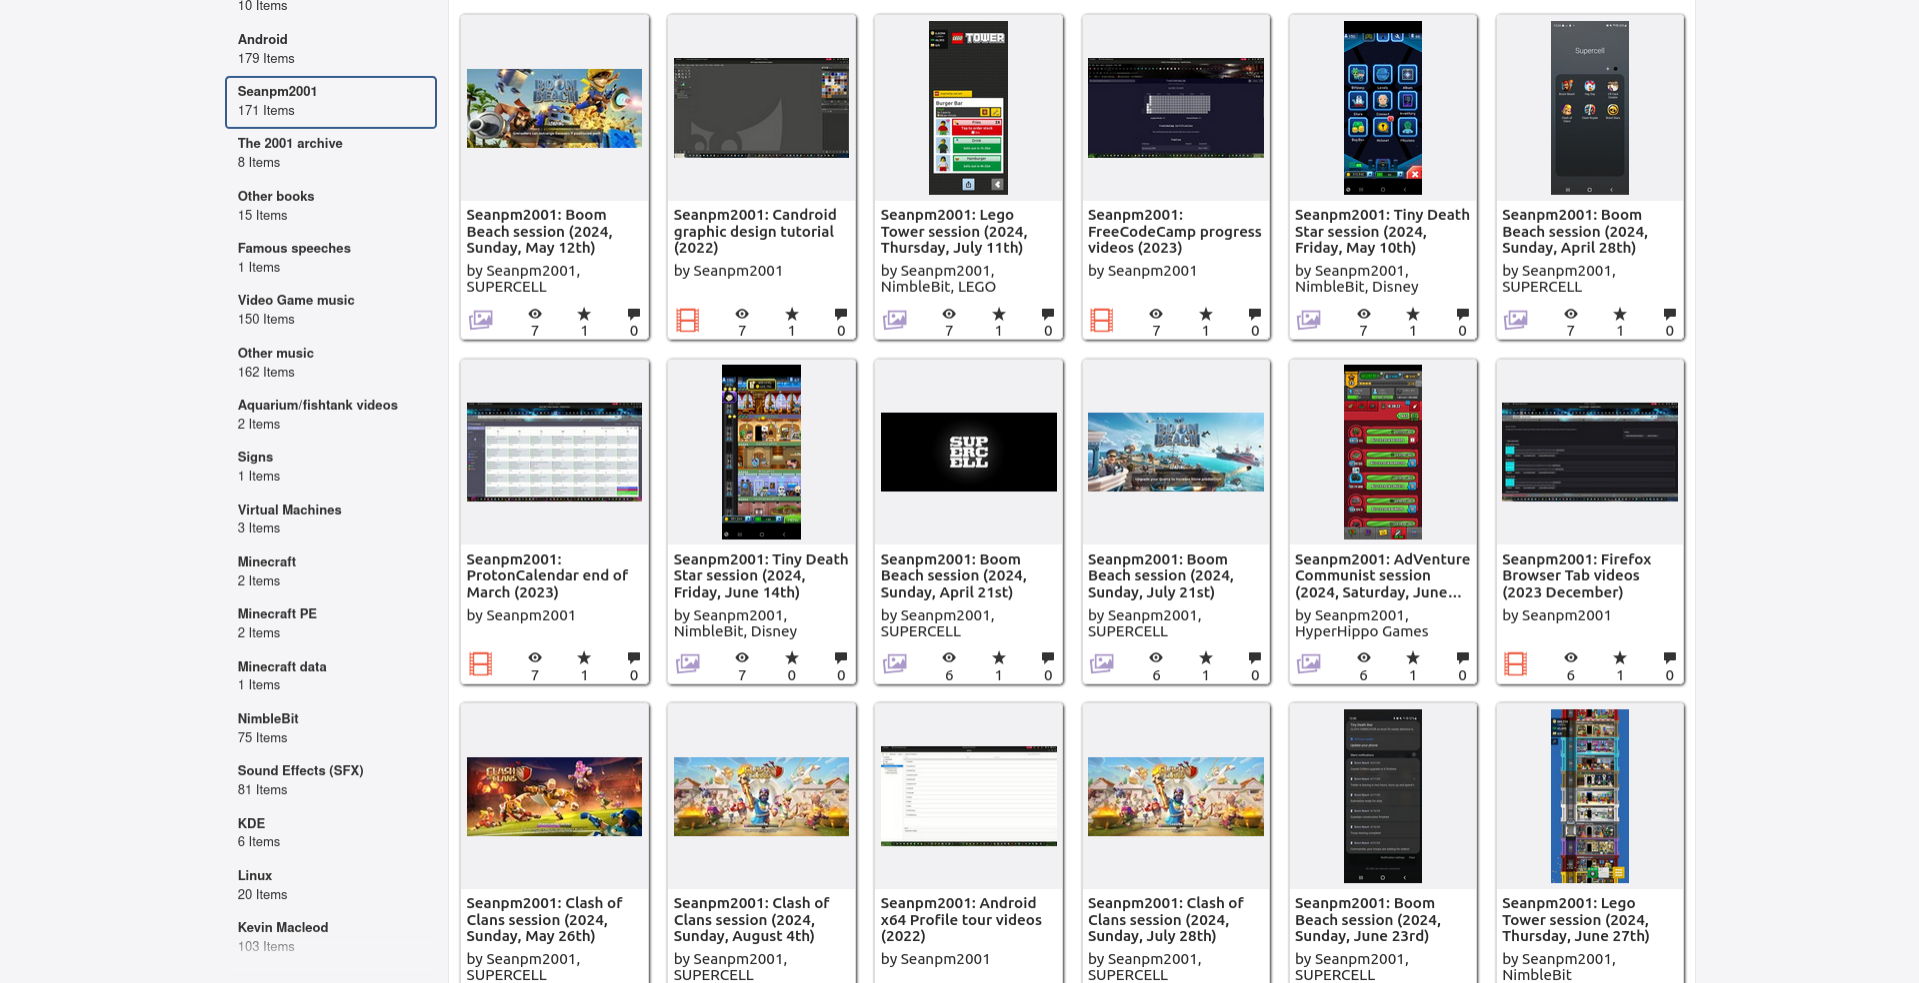 10 Items
Android
179 Items
Seanpm2001
171 Items
The 2001 archive
8 Items
Other books
15 Items
Famous speeches
1 Items
Video Game music
150 Items
Other music
162 Items
Aquarium/fishtank videos
2 Items
Signs
1 Items
Virtual Machines
3 Items
Minecraft
2 Items
Minecraft PE
2 Items
Minecraft data
1 Items
NimbleBit
75 Items
Sound Effects (SFX)
81 Items
KDE
6 Items
Linux
20 Items
Kevin Macleod
103 Items
BOOM
BEACH
Seanpm2001: Boom
Beach session (2024,
Sunday, May 12th)
by Seanpm2001,
SUPERCELL
7
1
0
Seanpm2001: Candroid
graphic design tutorial
(2022)
by Seanpm2001
7
1
0
LEGO TOWER
Burger Bar
Seanpm2001: Lego
Tower session (2024,
Thursday, July 11th)
by Seanpm2001,
NimbleBit, LEGO
7
1
0
Seanpm2001:
FreeCodeCamp progress
videos (2023)
by Seanpm2001
7
1
0
Seanpm2001: Tiny Death
Star session (2024,
Friday, May 10th)
by Seanpm2001,
NimbleBit, Disney
7
1
0
Supercell
Seanpm2001: Boom
Beach session (2024,
Sunday, April 28th)
by Seanpm2001,
SUPERCELL
7
1
0
Seanpm2001:
ProtonCalendar end of
March (2023)
by Seanpm2001
7
1
0
Seanpm2001: Tiny Death
Star session (2024,
Friday, June 14th)
by Seanpm2001,
NimbleBit, Disney
7
0
0
SUP
ERC
ELL
Seanpm2001: Boom
Beach session (2024,
Sunday, April 21st)
by Seanpm2001,
SUPERCELL
6
1
0
BOOM
BEACH
Seanpm2001: Boom
Beach session (2024,
Sunday, July 21st)
by Seanpm2001,
SUPERCELL
6
1
0
Seanpm2001: AdVenture
Communist session
(2024, Saturday, June...
by Seanpm2001,
HyperHippo Games
6
1
0
Seanpm2001: Firefox
Browser Tab videos
(2023 December)
by Seanpm2001
6
1
0
CLASH
CLANS
Seanpm2001: Clash of
Clans session (2024,
Sunday, May 26th)
by Seanpm2001,
SUPERCELL
Seanpm2001: Clash of
Clans session (2024,
Sunday, August 4th)
by Seanpm2001,
SUPERCELL
Seanpm2001: Android
x64 Profile tour videos
(2022)
by Seanpm2001
Seanpm2001: Clash of
Clans session (2024,
Sunday, July 28th)
by Seanpm2001,
SUPERCELL
Seanpm2001: Boom
Beach session (2024,
Sunday, June 23rd)
by Seanpm2001,
SUPERCELL
Seanpm2001: Lego
Tower session (2024,
Thursday, June 27th)
by Seanpm2001,
NimbleBit